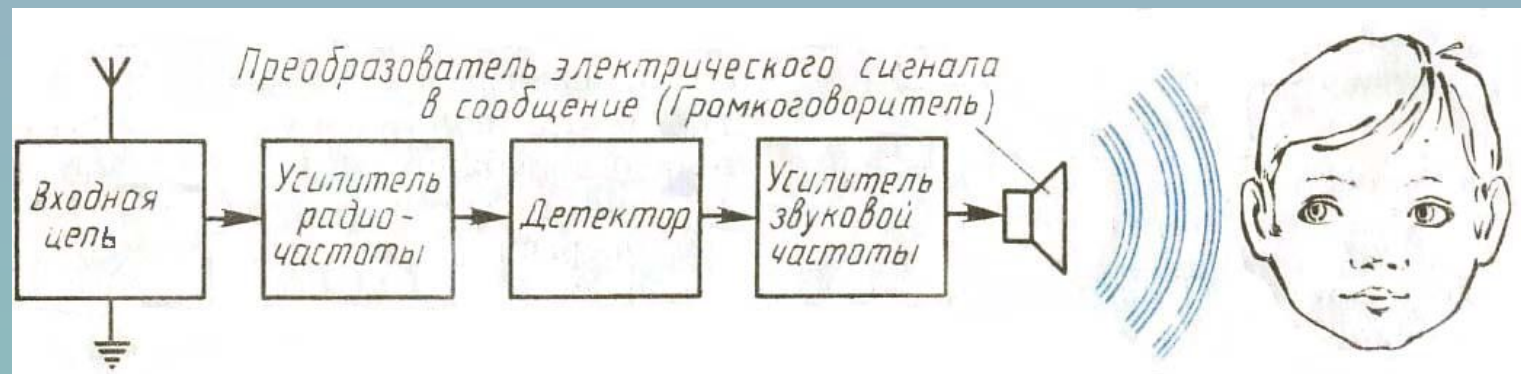 Преобразователь электрического сигнала
в сообщение (Громкоговоритель)
Входная
цепь
Усилитель
радио-
частоты
Детектор
Усилитель
звуковой
частоты